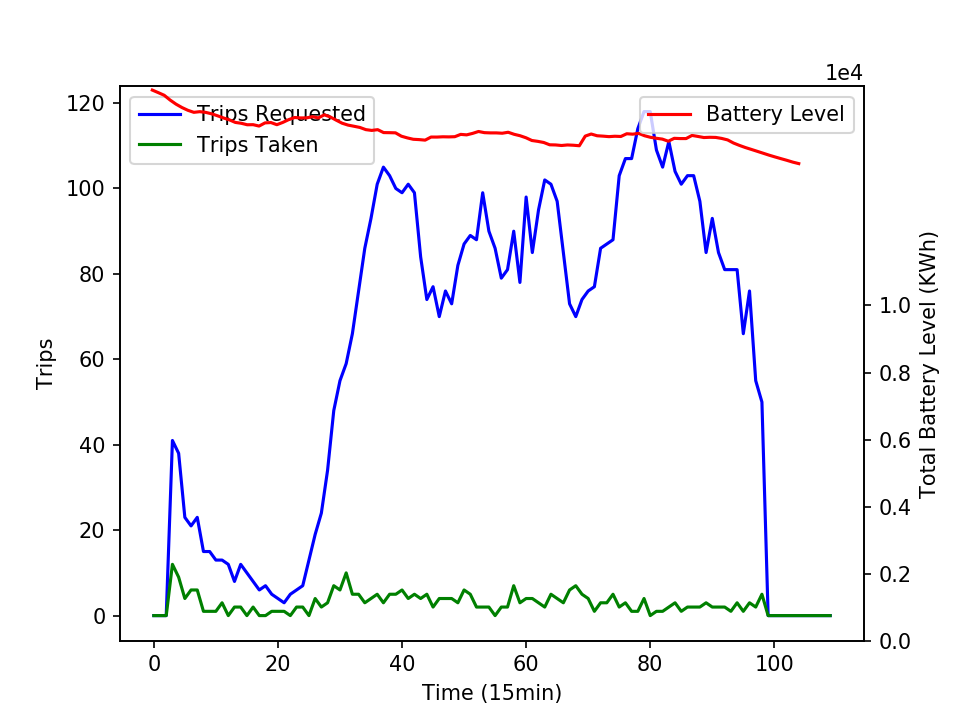 1e4
Trips Requested
Trips Taken
Battery Level
120
100
80
60
40
20
0
Trips
1.0
0.8
0.6
0.4
0.2
0.0
Total Battery Level (KWh)
0 20 40 60 80 100
Time (15min)